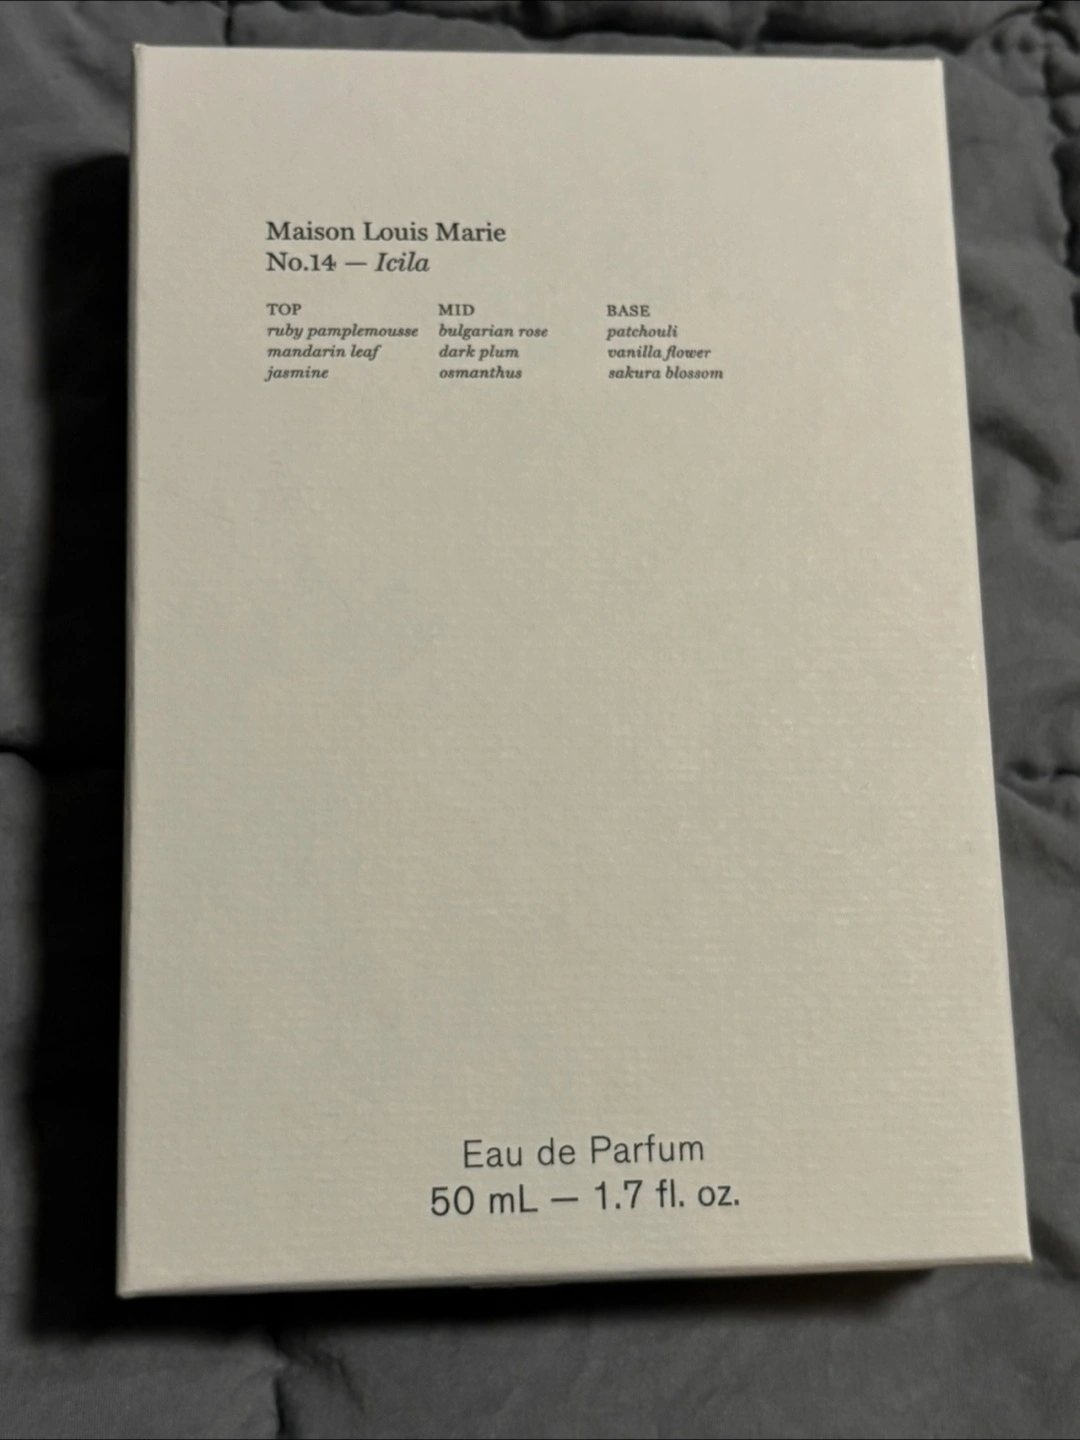 Maison Louis Marie
No.14 — Icila
TOP
ruby pamplemousse
mandarin leaf
jasmine
MID
bulgarian rose
dark plum
osmanthus
BASE
patchouli
vanilla flower
sakura blossom
Eau de Parfum
50 mL — 1.7 fl. oz.